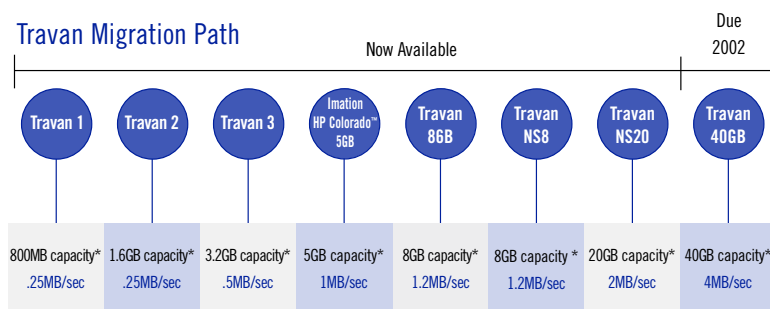 Travan Migration Path
Now Available
Due
2002
Travan 1
Travan 2
Travan 3
Imation
HP Colorado™
5GB
Travan
86B
Travan
NS8
Travan
NS20
Travan
40GB
800MB capacity*
.25MB/sec
1.6GB capacity*
.25MB/sec
3.2GB capacity*
.5MB/sec
5GB capacity*
1MB/sec
8GB capacity*
1.2MB/sec
8GB capacity *
1.2MB/sec
20GB capacity*
2MB/sec
40GB capacity*
4MB/sec